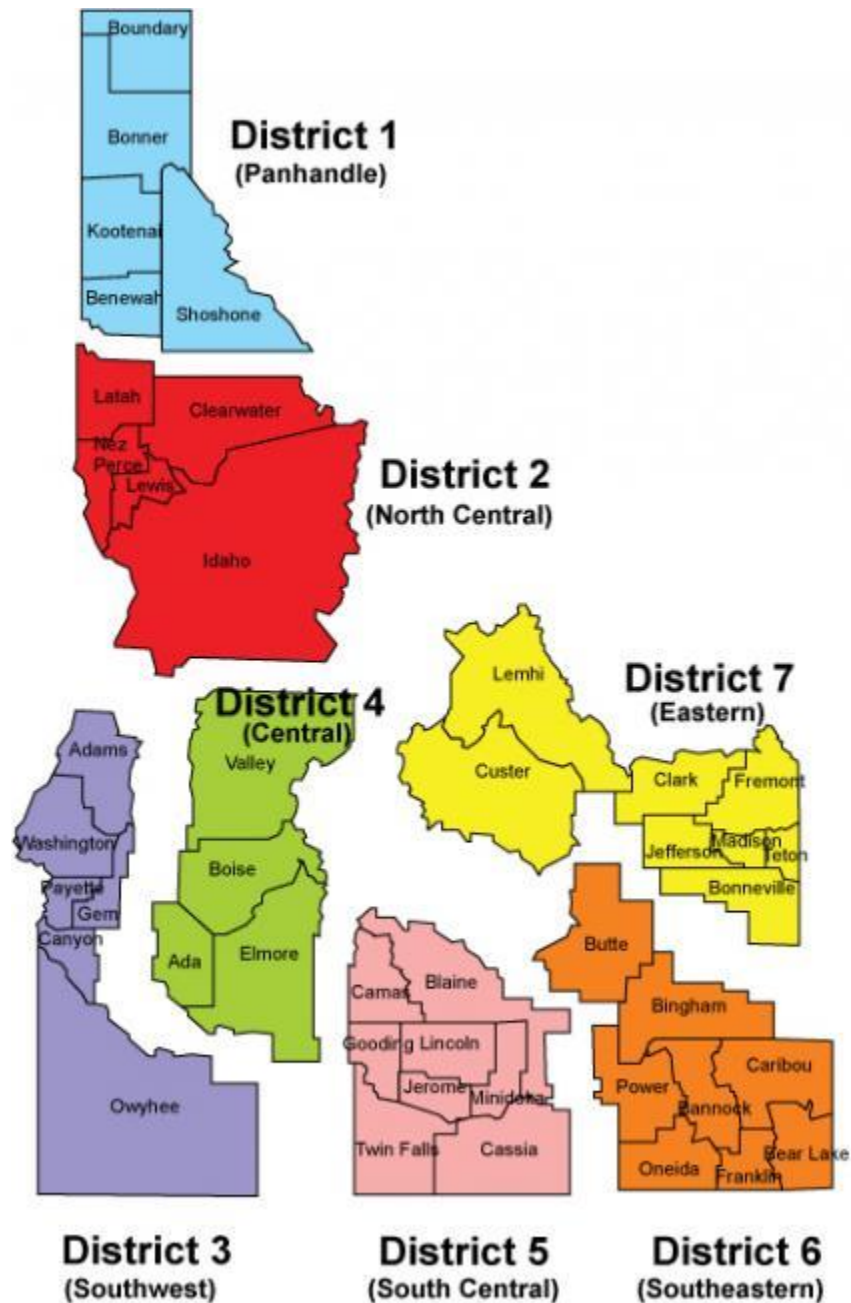 Boundary
Bonner
District 1
(Panhandle)
Kootenai
Benewah
Shoshone
Latah
Clearwater
Nez
Perce
Lewis
District 2
(North Central)
Idaho
Lemhi
District 7
(Eastern)
District 4
(Central)
Adams
Valley
Custer
Clark
Fremont
Washington
Madison
Jefferson
Teton
Boise
Bonneville
Payette
Gem
Canyon
Ada
Elmore
Butte
Blaine
Camas
Bingham
Gooding
Lincoln
Caribou
Jerome
Power
Minidoka
Bannock
Owyhee
Twin Falls
Cassia
Oneida
Franklin
Bear Lake
District 3
(Southwest)
District 5
(South Central)
District 6
(Southeastern)